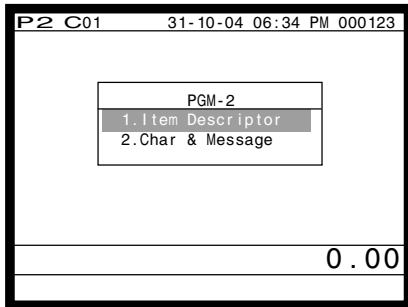 P2 C01 31-10-04 06:34 PM 000123
PGM-2
1.Item Descriptor
2.Char & Message
0.00